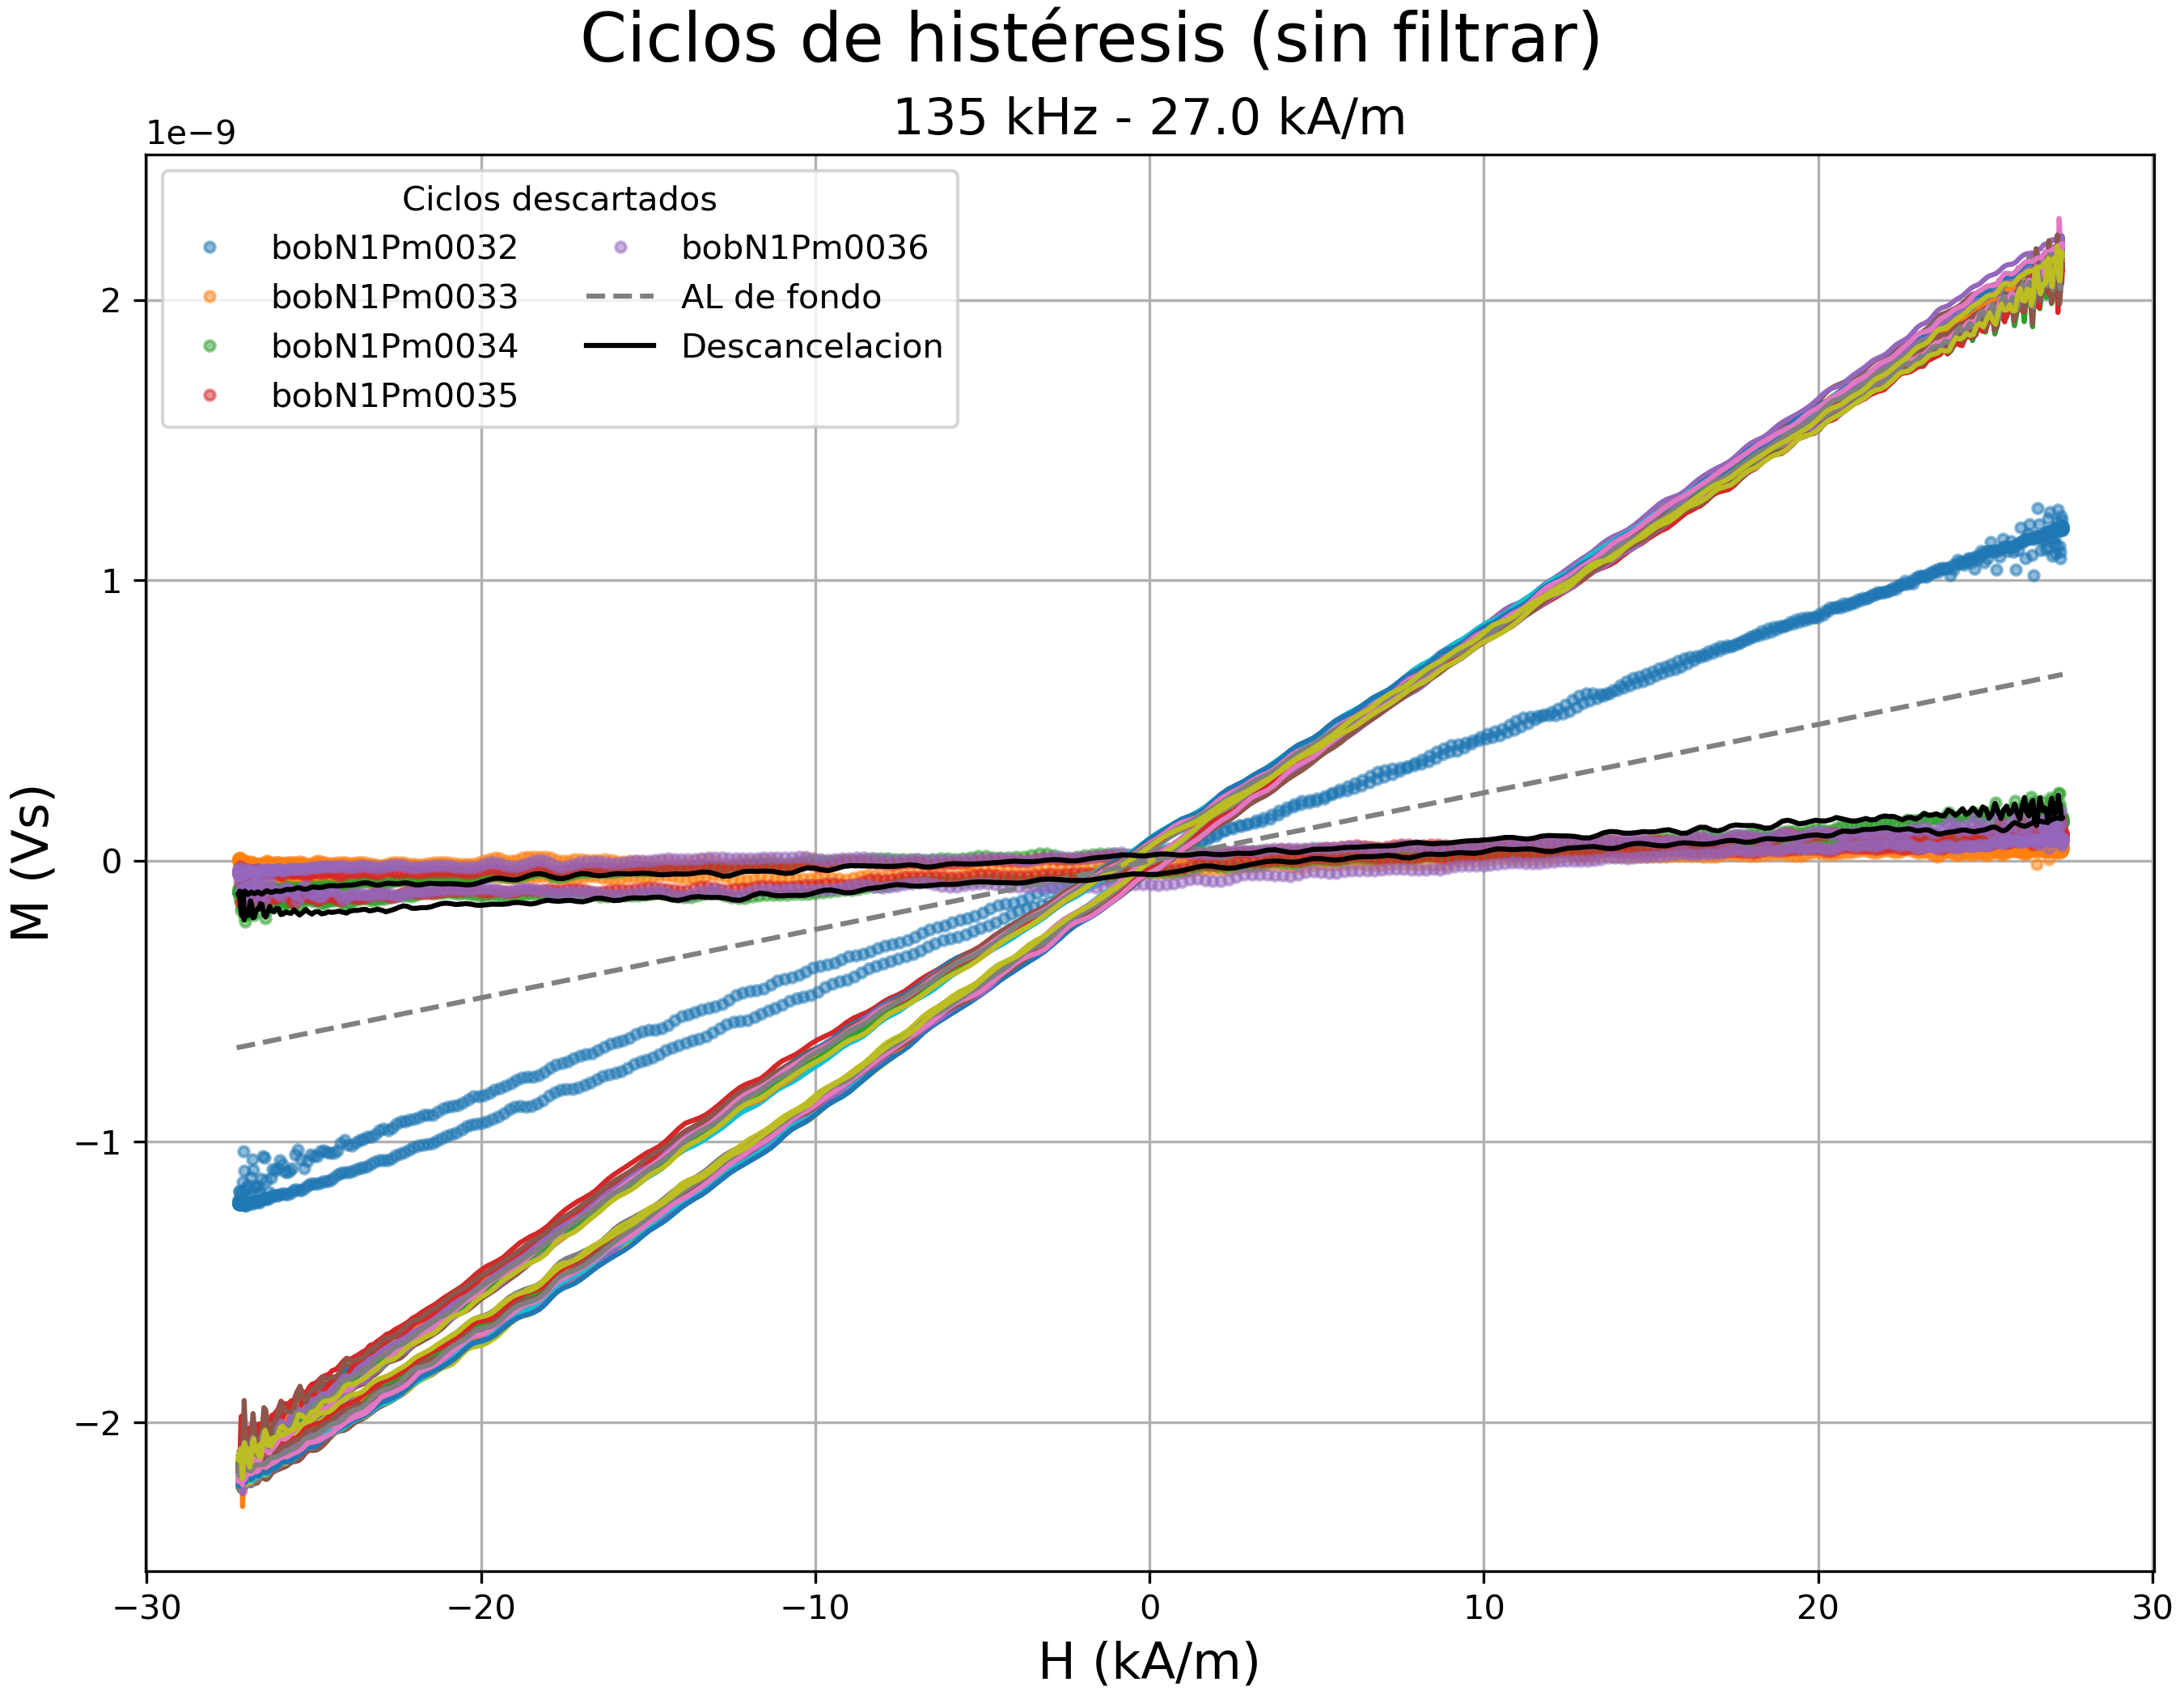 Ciclos de histéresis (sin filtrar)
135 kHz - 27.0 kA/m
1e−9
Ciclos descartados
bobN1Pm0032
bobN1Pm0033
bobN1Pm0034
bobN1Pm0035
bobN1Pm0036
AL de fondo
Descancelacion
2
1
0
−1
−2
M (Vs)
−30
−20
−10
0
10
20
30
H (kA/m)